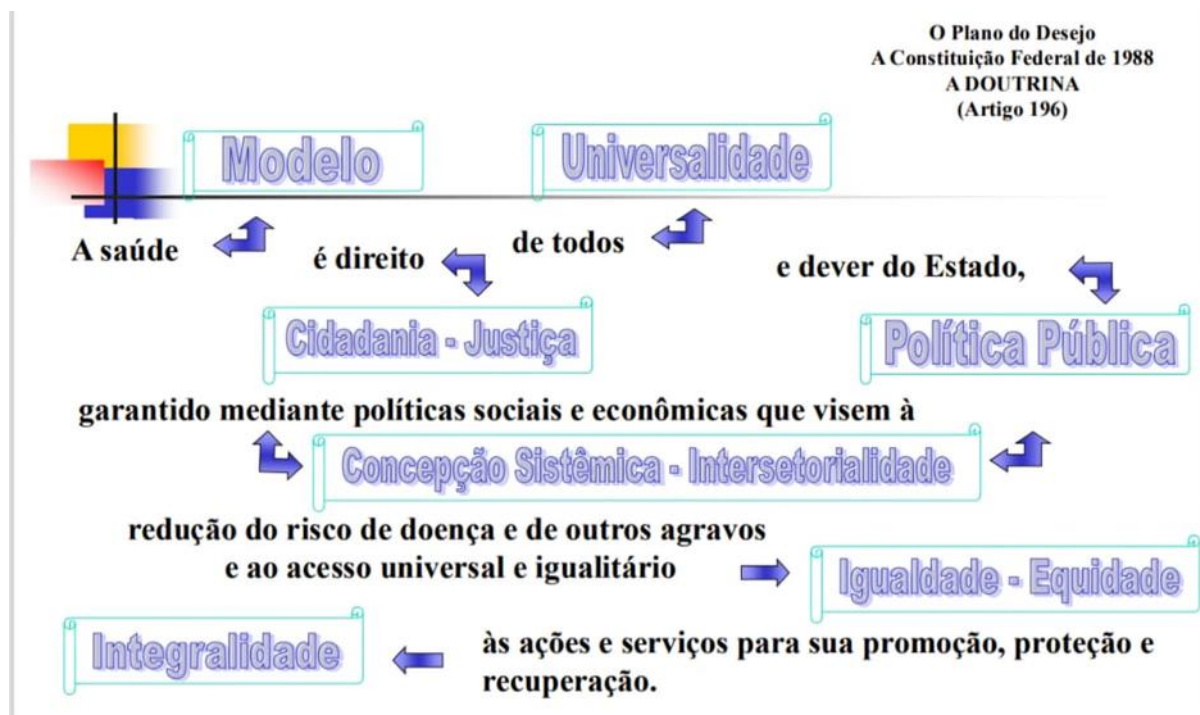 O Plano do Desejo
A Constituição Federal de 1988
A DOUTRINA
(Artigo 196)
Modelo
Universalidade
A saúde
é direito
de todos
e dever do Estado,
Cidadania - Justiça
Política Pública
garantido mediante políticas sociais e econômicas que visem à
Concepção Sistêmica - Intersetorialidade
redução do risco de doença e de outros agravos
e ao acesso universal e igualitário
Igualdade - Equidade
Integralidade
às ações e serviços para sua promoção, proteção e
recuperação.